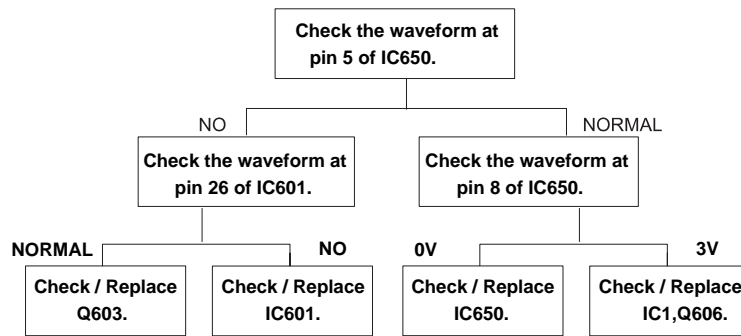 Check the waveform at
pin 5 of IC650.
NO
NORMAL
Check the waveform at
pin 26 of IC601.
Check the waveform at
pin 8 of IC650.
NORMAL
NO
0V
3V
Check / Replace
Q603.
Check / Replace
IC601.
Check / Replace
IC650.
Check / Replace
IC1,Q606.